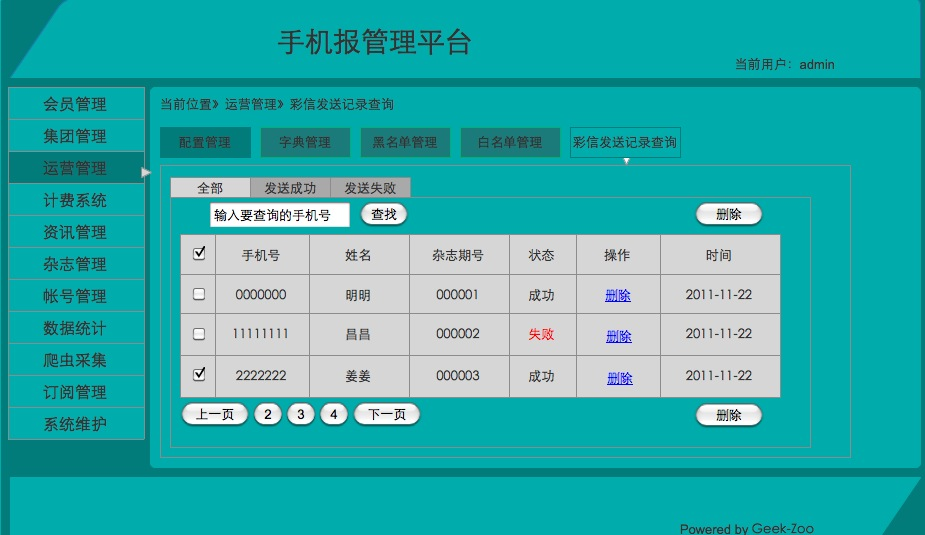 手机报管理平台
当前用户：admin
会员管理
集团管理
运营管理
计费系统
资讯管理
杂志管理
帐号管理
数据统计
爬虫采集
订阅管理
系统维护
当前位置》 运营管理》 彩信发送记录查询
配置管理 字典管理 黑名单管理 白名单管理 彩信发送记录查询
全部 发送成功 发送失败
输入要查询的手机号 查找 删除
手机号 姓名 杂志期号 状态 操作 时间
0000000 明明 000001 成功 删除 2011-11-22
11111111 昌昌 000002 失败 删除 2011-11-22
2222222 姜姜 000003 成功 删除 2011-11-22
上一页 2 3 4 下一页 删除
Powered by Geek-Zoo